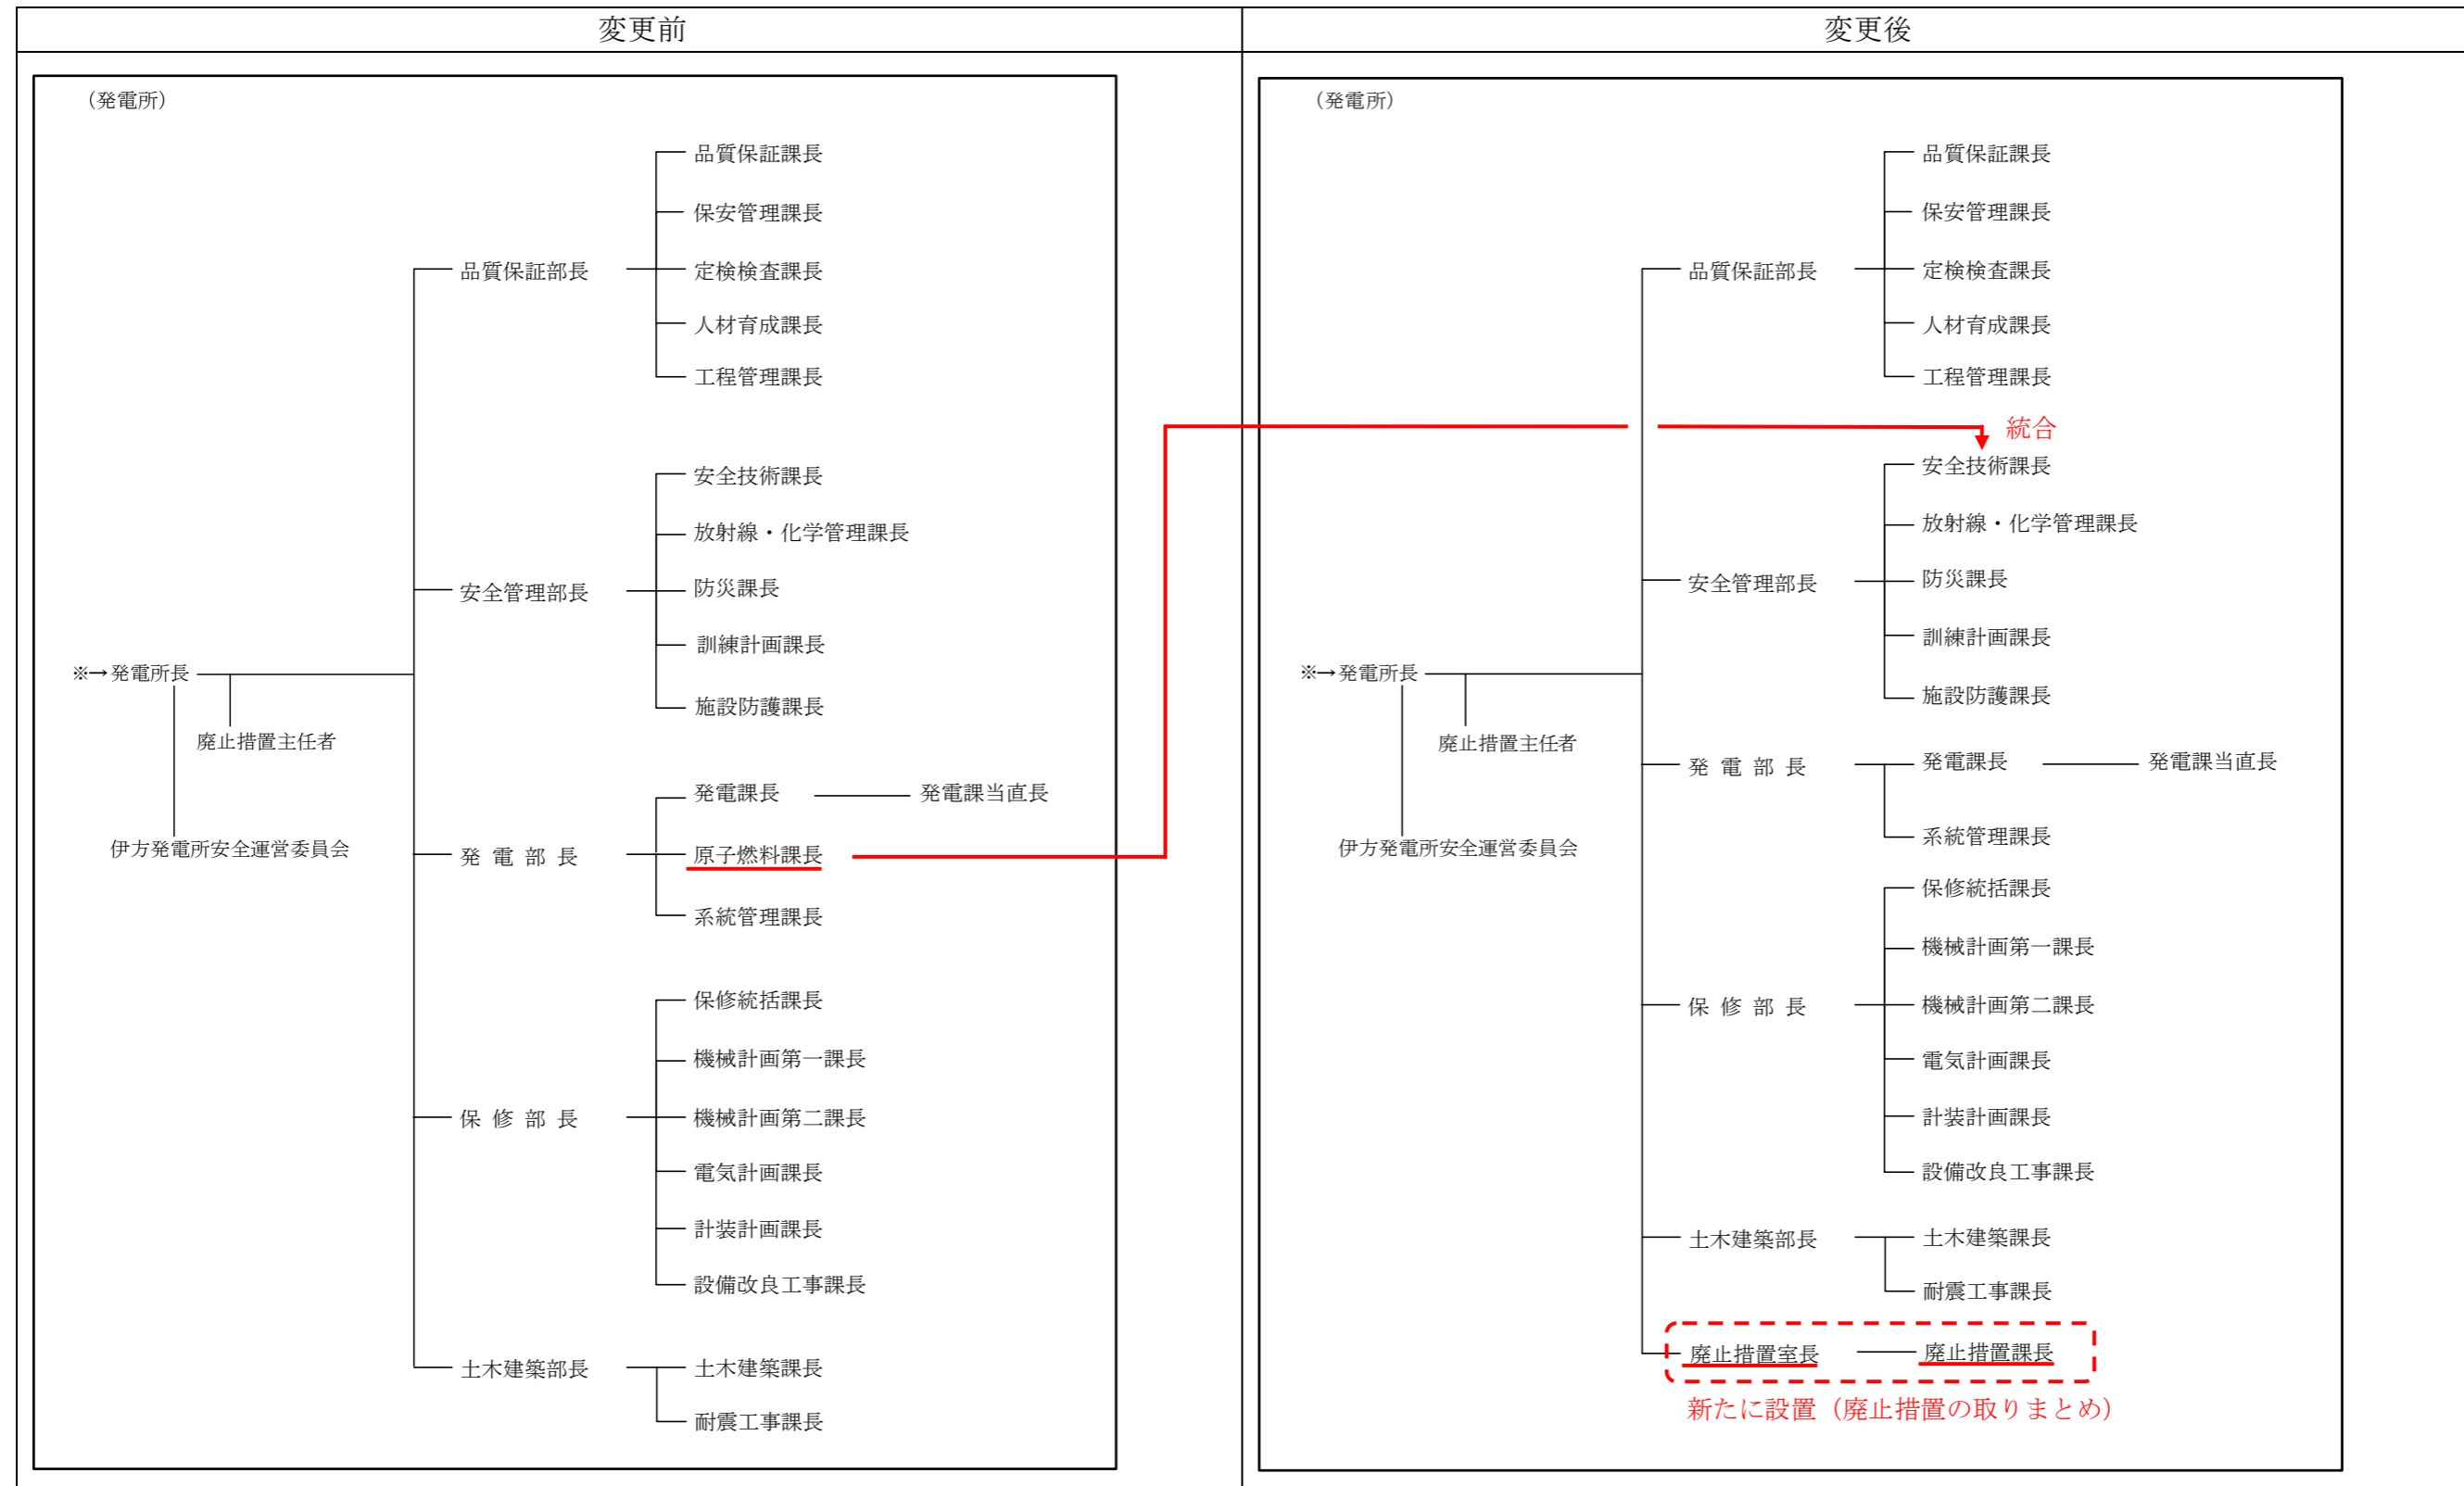 変更前
(発電所)
品質保証課長
保安管理課長
品質保証部長
定検検査課長
人材育成課長
工程管理課長
安全技術課長
放射線・化学管理課長
安全管理部長
防災課長
訓練計画課長
施設防護課長
※→発電所長
廃止措置主任者
伊方発電所安全運営委員会
発電課長
発電課当直長
発電部長
原子燃料課長
系統管理課長
保修統括課長
機械計画第一課長
保修部長
機械計画第二課長
電気計画課長
計装計画課長
設備改良工事課長
土木建築部長
土木建築課長
耐震工事課長
変更後
(発電所)
品質保証課長
保安管理課長
品質保証部長
定検検査課長
人材育成課長
工程管理課長
統合
安全技術課長
放射線・化学管理課長
安全管理部長
防災課長
訓練計画課長
施設防護課長
※→発電所長
廃止措置主任者
伊方発電所安全運営委員会
発電部長
発電課長
発電課当直長
系統管理課長
保修統括課長
機械計画第一課長
保修部長
機械計画第二課長
電気計画課長
計装計画課長
設備改良工事課長
土木建築部長
土木建築課長
耐震工事課長
廃止措置室長
廃止措置課長
新たに設置(廃止措置の取りまとめ)